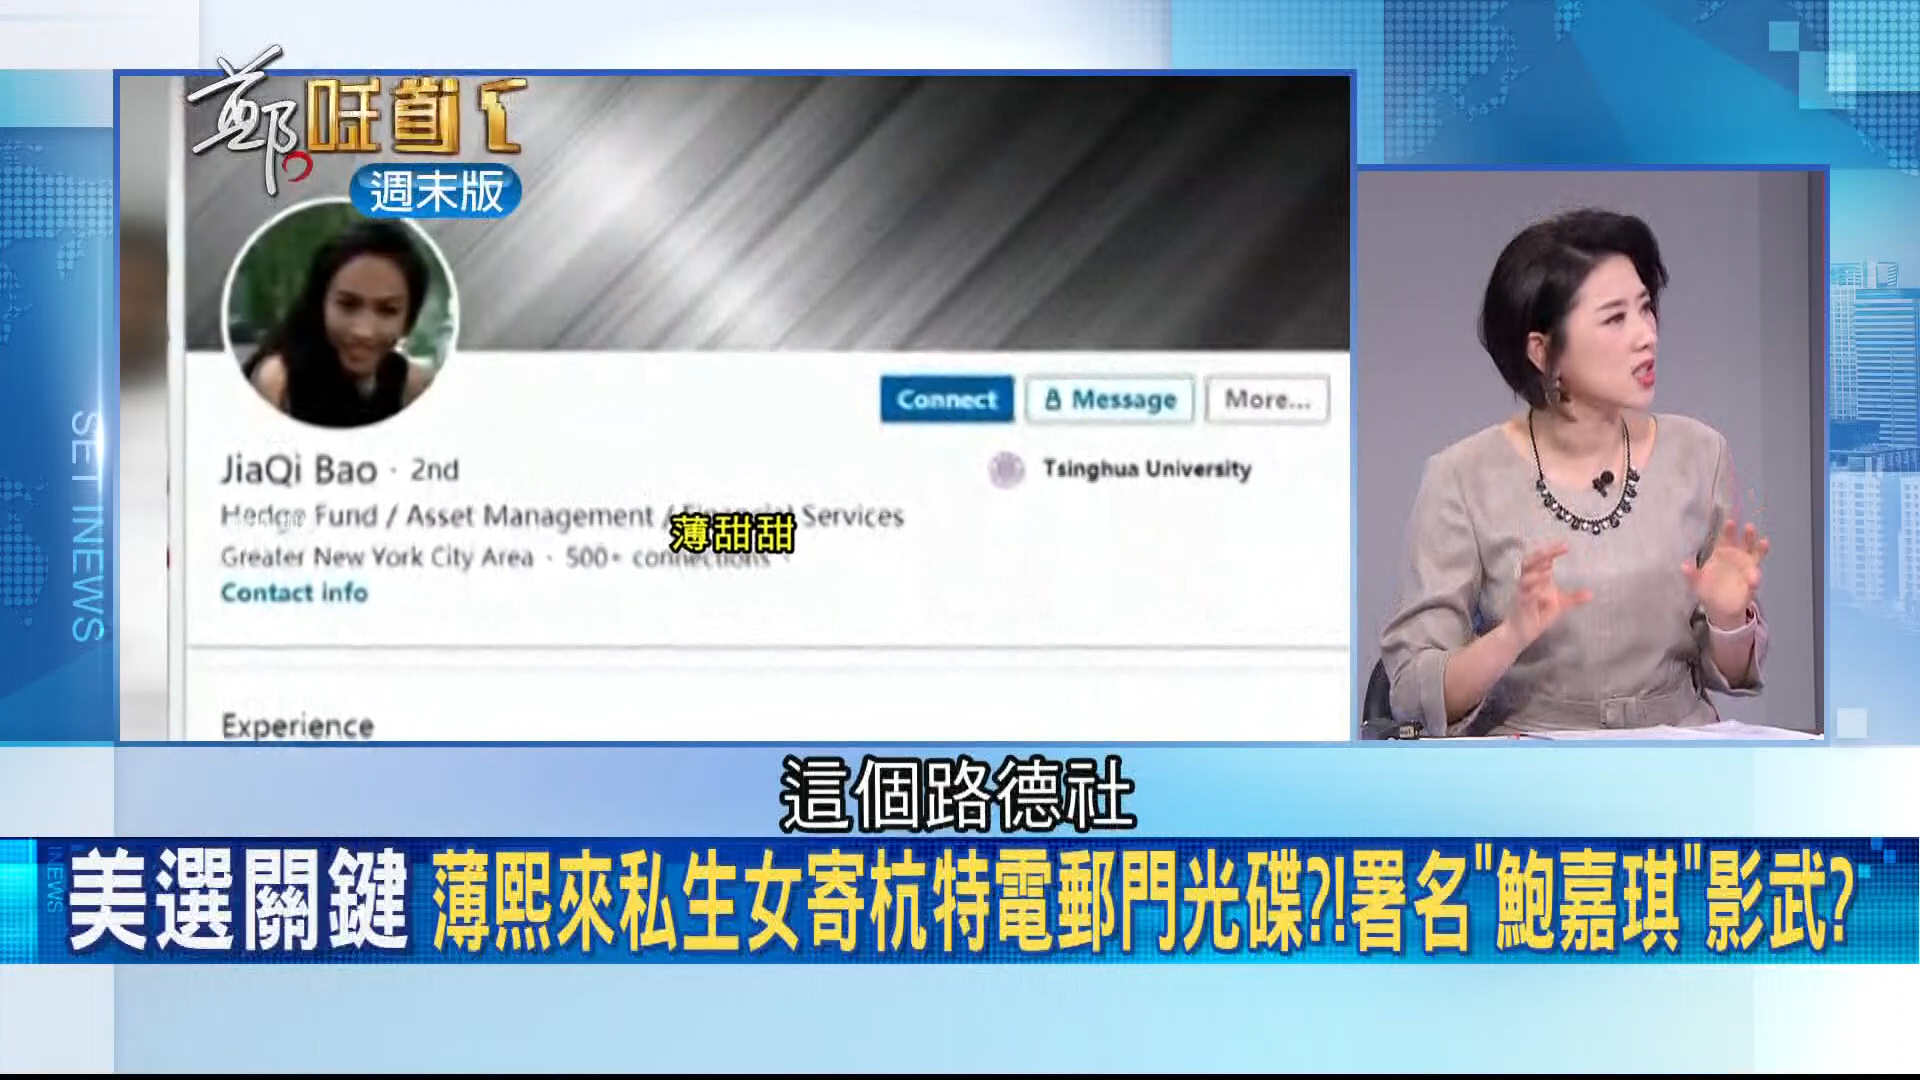 鄭
週末版
Connect
Message
More...
JiaQi Bao · 2nd
Tsinghua University
Hedge Fund / Asset Management / Financial Services
薄甜甜
Greater New York City Area · 500+ connections
Contact info
Experience
SET iNEWS
這個路德社
iNEWS
美選關鍵 薄熙來私生女寄杭特電郵門光碟?!署名"鮑嘉琪"影武?